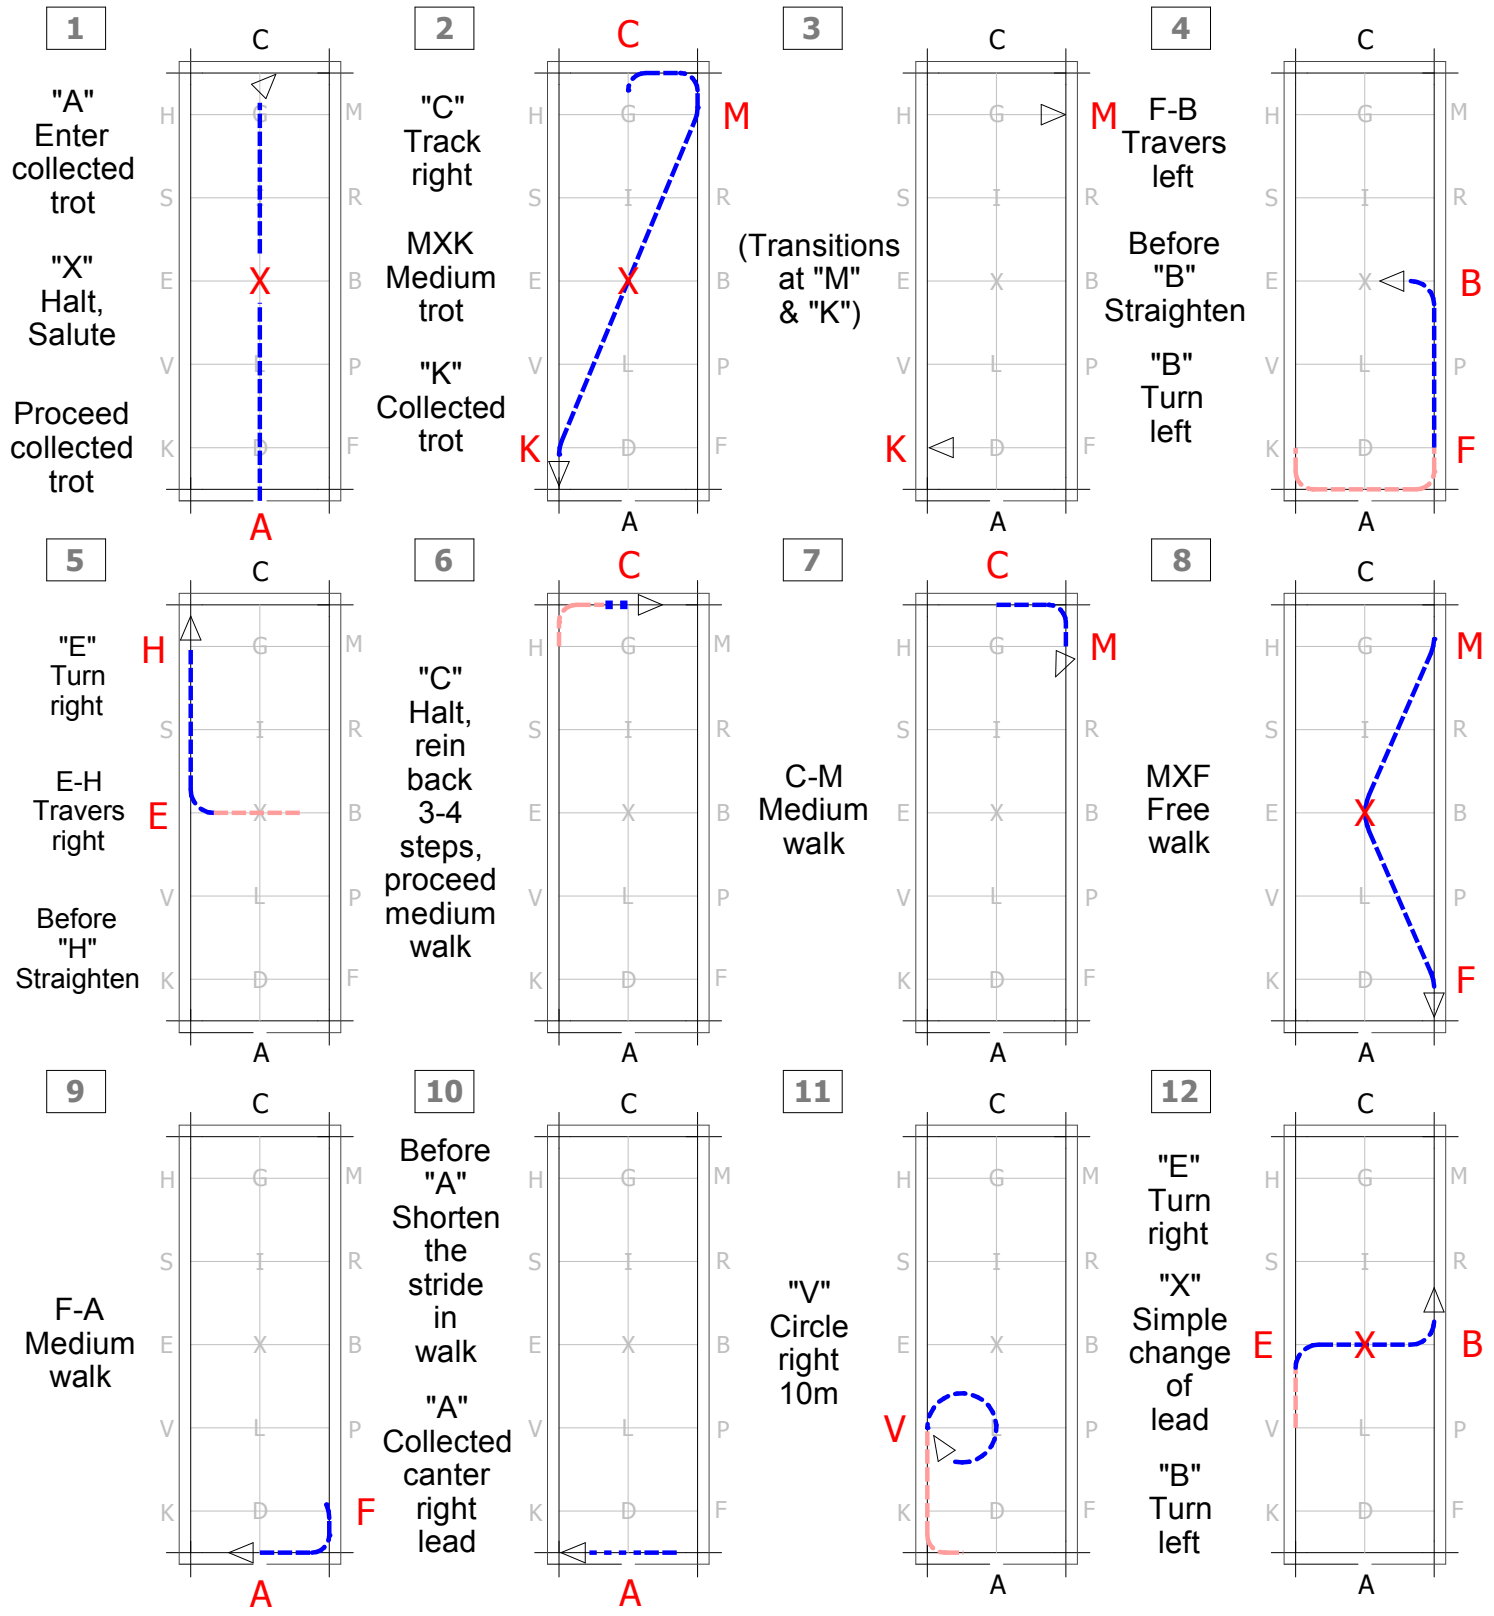 1
"A"
Enter
collected
trot
"X"
Halt,
Salute
Proceed
collected
trot
C
H G M
S R
E X B
V L P
K D F
A
2
"C"
Track
right
MXK
Medium
trot
"K"
Collected
trot
C
H G M
S I R
E X B
V L P
K D F
A
3
(Transitions
at "M"
& "K")
C
H G M
S I R
E X B
V L P
K D F
A
4
F-B
Travers
left
Before
"B"
Straighten
"B"
Turn
left
C
H G M
S I R
E X B
V L P
K D F
A
5
"E"
Turn
right
E-H
Travers
right
Before
"H"
Straighten
C
H G M
S I R
E X B
V L P
K D F
A
6
"C"
Halt,
rein
back
3-4
steps,
proceed
medium
walk
C
H G M
S I R
E X B
V L P
K D F
A
7
C-M
Medium
walk
C
H G M
S I R
E X B
V L P
K D F
A
8
MXF
Free
walk
C
H G M
S I R
E X B
V L P
K D F
A
9
F-A
Medium
walk
C
H G M
S I R
E X B
V L P
K D F
A
10
Before
"A"
Shorten
the
stride
in
walk
"A"
Collected
canter
right
lead
C
H G M
S I R
E X B
V L P
K D F
A
11
"V"
Circle
right
10m
C
H G M
S I R
E X B
V L P
K D F
A
12
"E"
Turn
right
"X"
Simple
change
of
lead
"B"
Turn
left
C
H G M
S I R
E X B
V L P
K D F
A